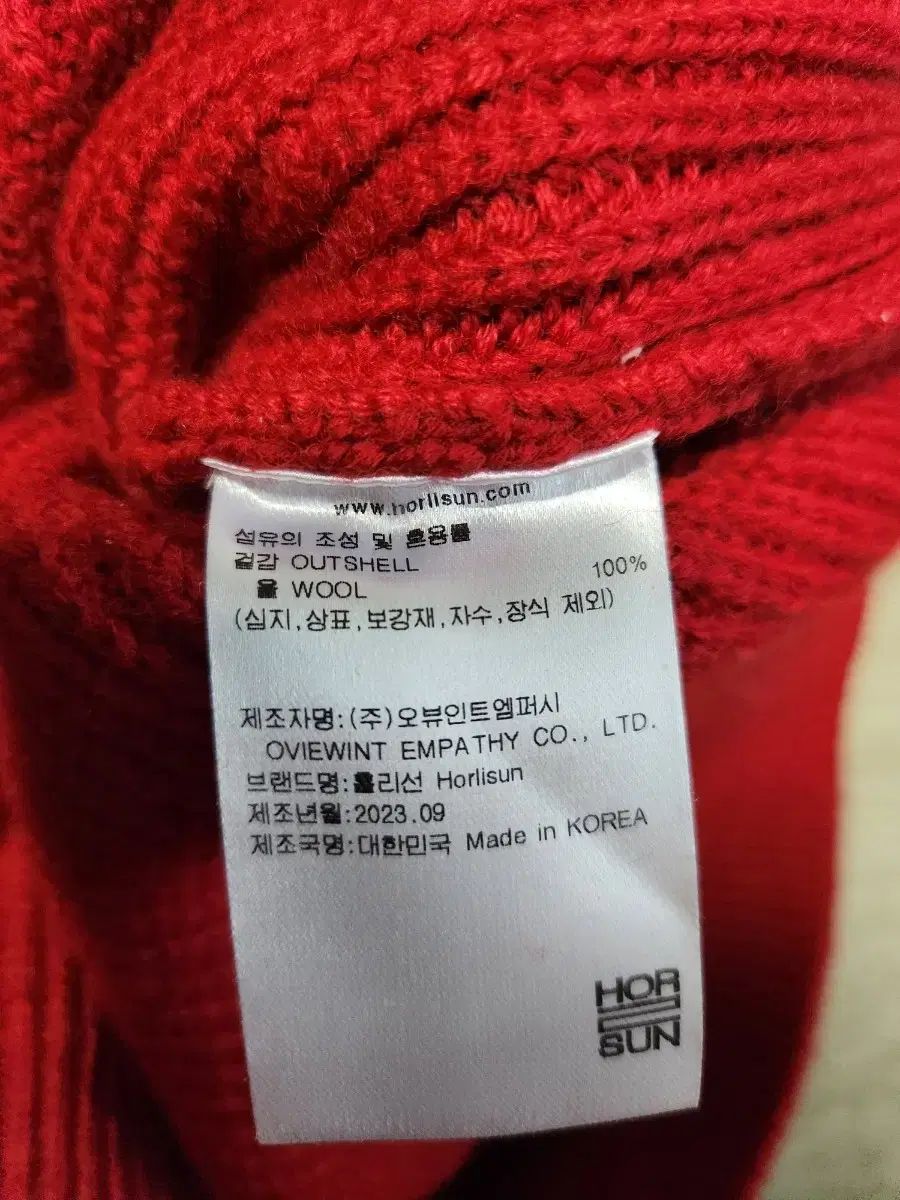 www.horlisun.com
섬유의 조성 및 혼용률
겉감 OUTSHELL
울 WOOL 100%
(심지,상표,보강재,자수,장식 제외)
제조자명:(주)오뷰인트엠퍼시
OVIEWINT EMPATHY CO., LTD.
브랜드명:홀리선 Horlisun
제조년월:2023.09
제조국명:대한민국 Made in KOREA
HOR
SUN